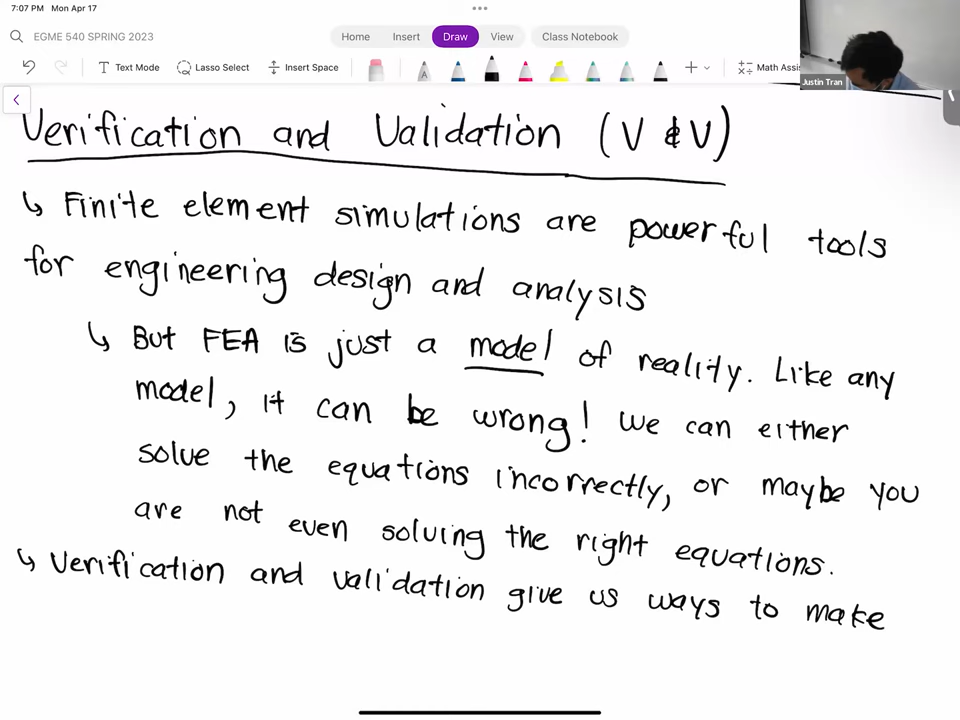 7:07 PM Mon Apr 17
EGME 540 SPRING 2023
Home Insert Draw View Class Notebook
Text Mode Lasso Select Insert Space Math Assis
Justin Tran
Verification and Validation (V & V)
↳ Finite element simulations are powerful tools
for engineering design and analysis
↳ But FEA is just a model of reality. Like any
model, it can be wrong! We can either
solve the equations incorrectly, or maybe you
are not even solving the right equations.
↳ Verification and validation give us ways to make